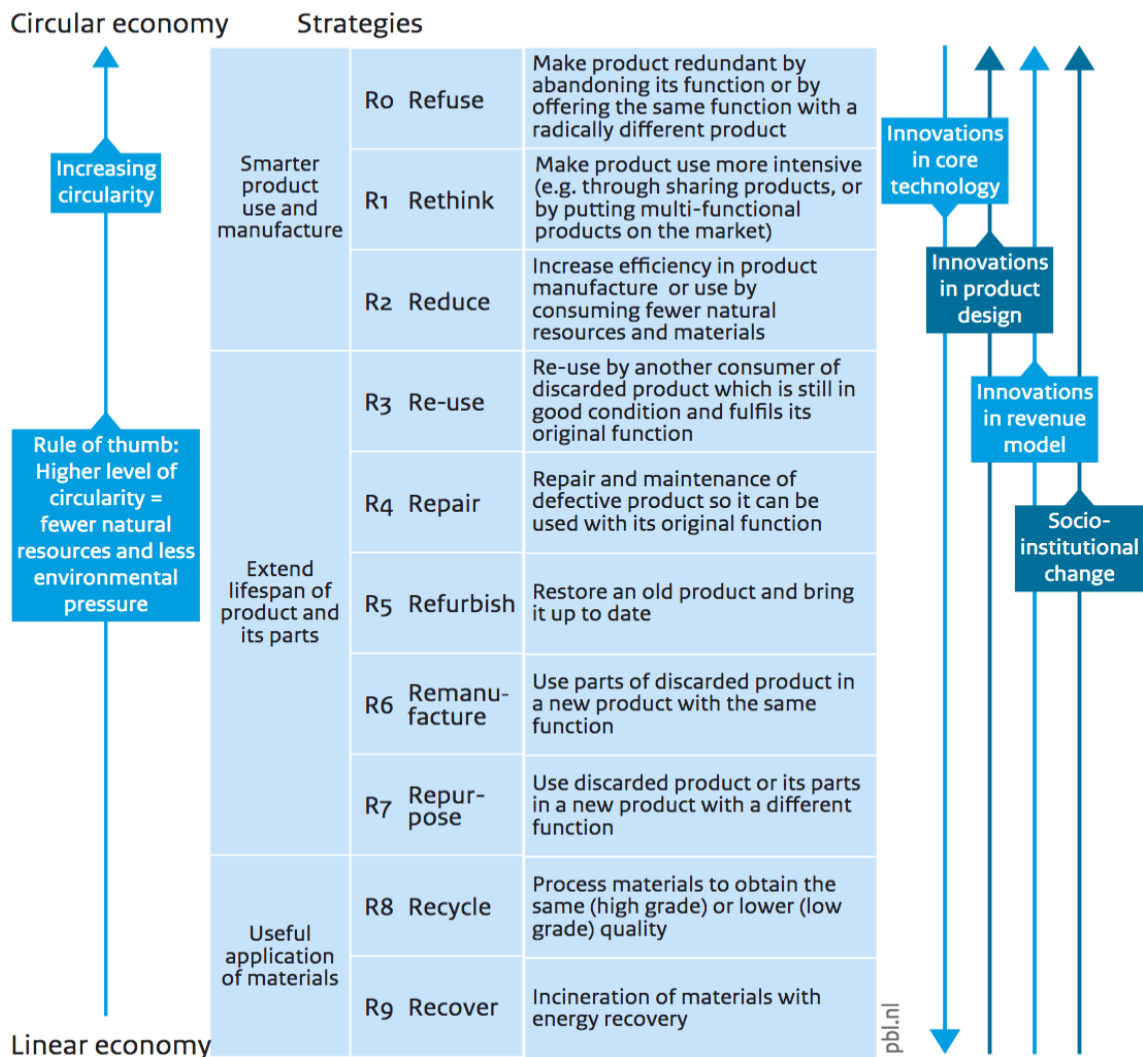 Circular economy
Strategies
Increasing
circularity
Rule of thumb:
Higher level of
circularity =
fewer natural
resources and less
environmental
pressure
Linear economy
Smarter
product
use and
manufacture
R0 Refuse
Make product redundant by
abandoning its function or by
offering the same function with a
radically different product
R1 Rethink
Make product use more intensive
(e.g. through sharing products, or
by putting multi-functional
products on the market)
R2 Reduce
Increase efficiency in product
manufacture or use by
consuming fewer natural
resources and materials
Extend
lifespan of
product and
its parts
R3 Re-use
Re-use by another consumer of
discarded product which is still in
good condition and fulfils its
original function
R4 Repair
Repair and maintenance of
defective product so it can be
used with its original function
R5 Refurbish
Restore an old product and bring
it up to date
R6 Remanu-
facture
Use parts of discarded product in
a new product with the same
function
R7 Repur-
pose
Use discarded product or its parts
in a new product with a different
function
Useful
application
of materials
R8 Recycle
Process materials to obtain the
same (high grade) or lower (low
grade) quality
R9 Recover
Incineration of materials with
energy recovery
pbl.nl
Innovations
in core
technology
Innovations
in product
design
Innovations
in revenue
model
Socio-
institutional
change